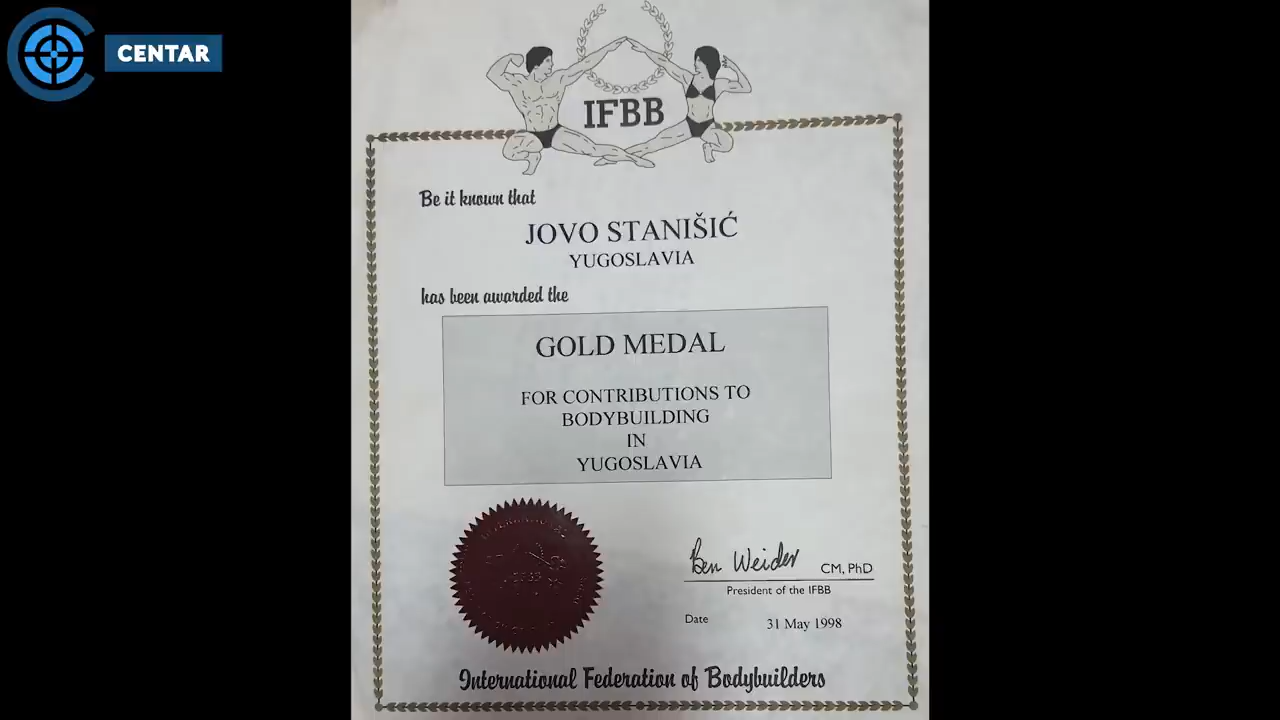 CENTAR
IFBB
Be it known that
JOVO STANIŠIĆ
YUGOSLAVIA
has been awarded the
GOLD MEDAL
FOR CONTRIBUTIONS TO
BODYBUILDING
IN
YUGOSLAVIA
Ben Weider CM, PhD
President of the IFBB
Date 31 May 1998
International Federation of Bodybuilders